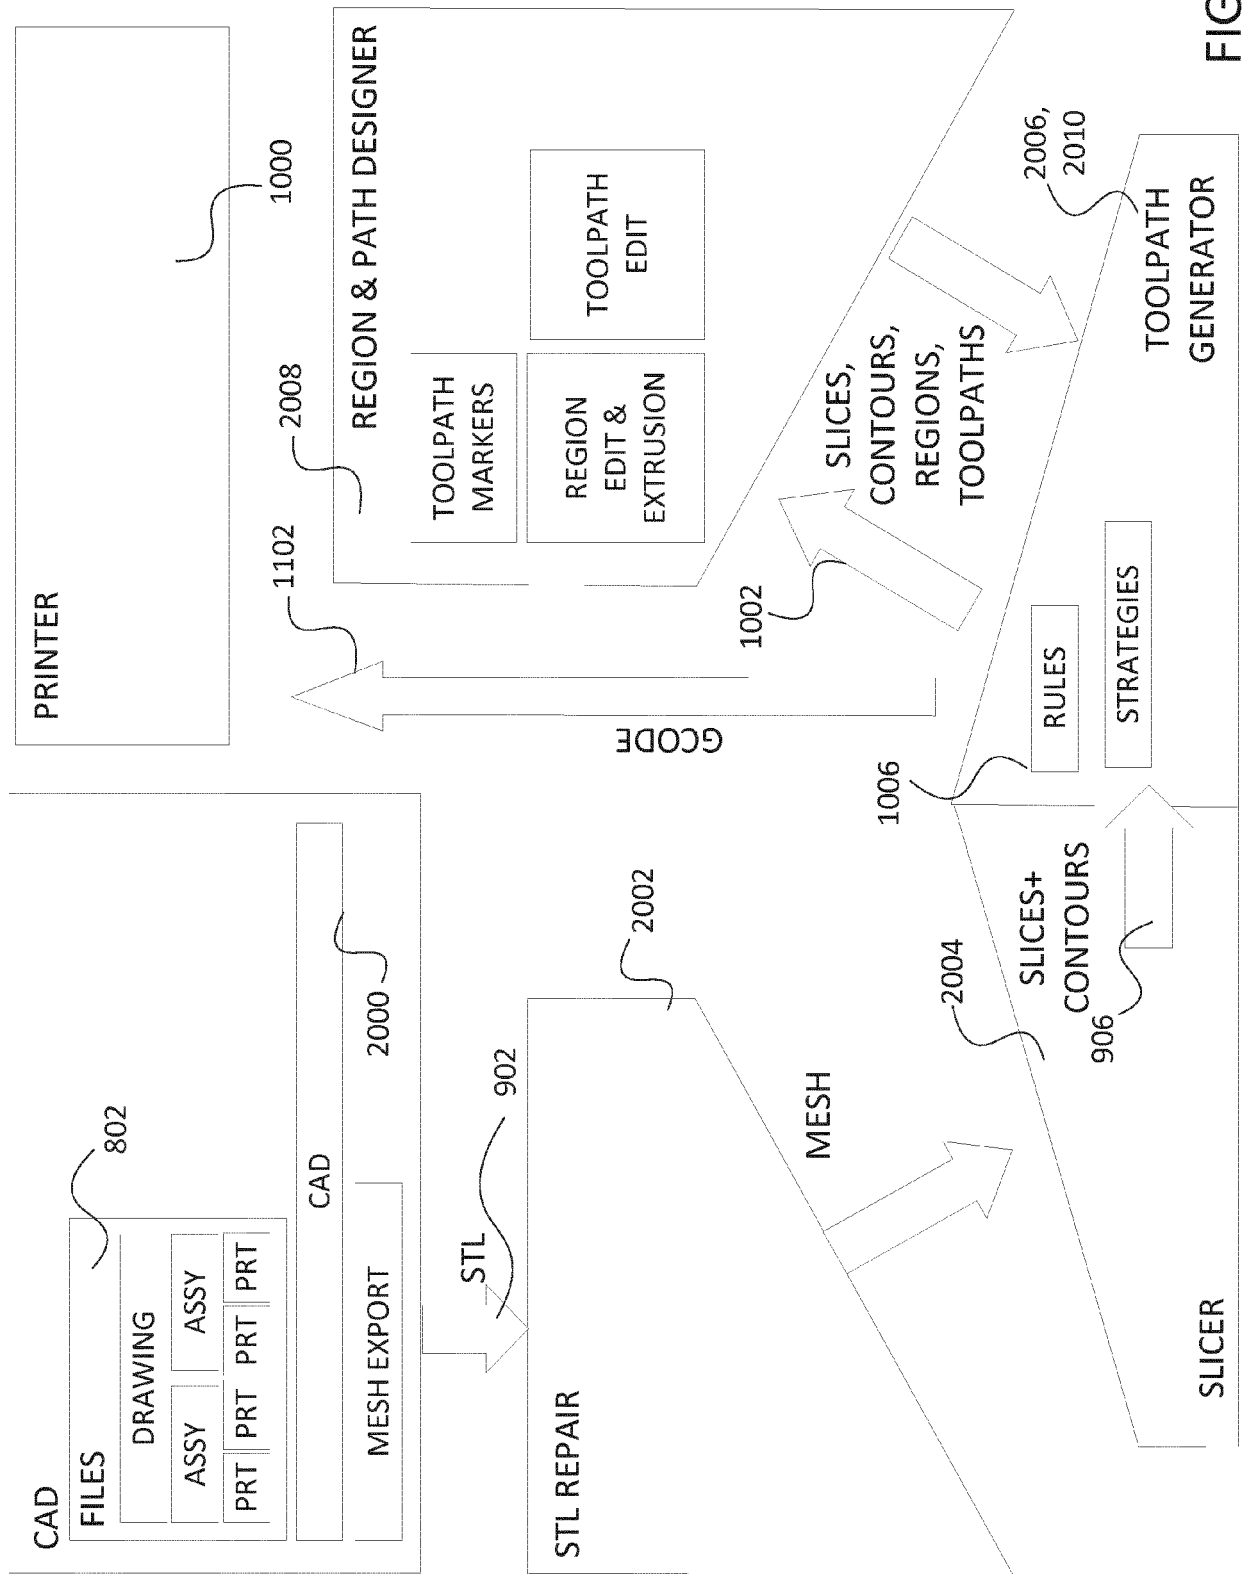 CAD
FILES
802
DRAWING
ASSY
ASSY
PRT
PRT
PRT
PRT
CAD
2000
MESH EXPORT
STL
902
STL REPAIR
2002
MESH
2004
SLICER
SLICES+
CONTOURS
906
PRINTER
1000
1102
GCODE
2008
REGION & PATH DESIGNER
TOOLPATH
MARKERS
REGION
EDIT &
EXTRUSION
TOOLPATH
EDIT
1002
SLICES,
CONTOURS,
REGIONS,
TOOLPATHS
2006,
2010
1006
RULES
STRATEGIES
TOOLPATH
GENERATOR
FIG